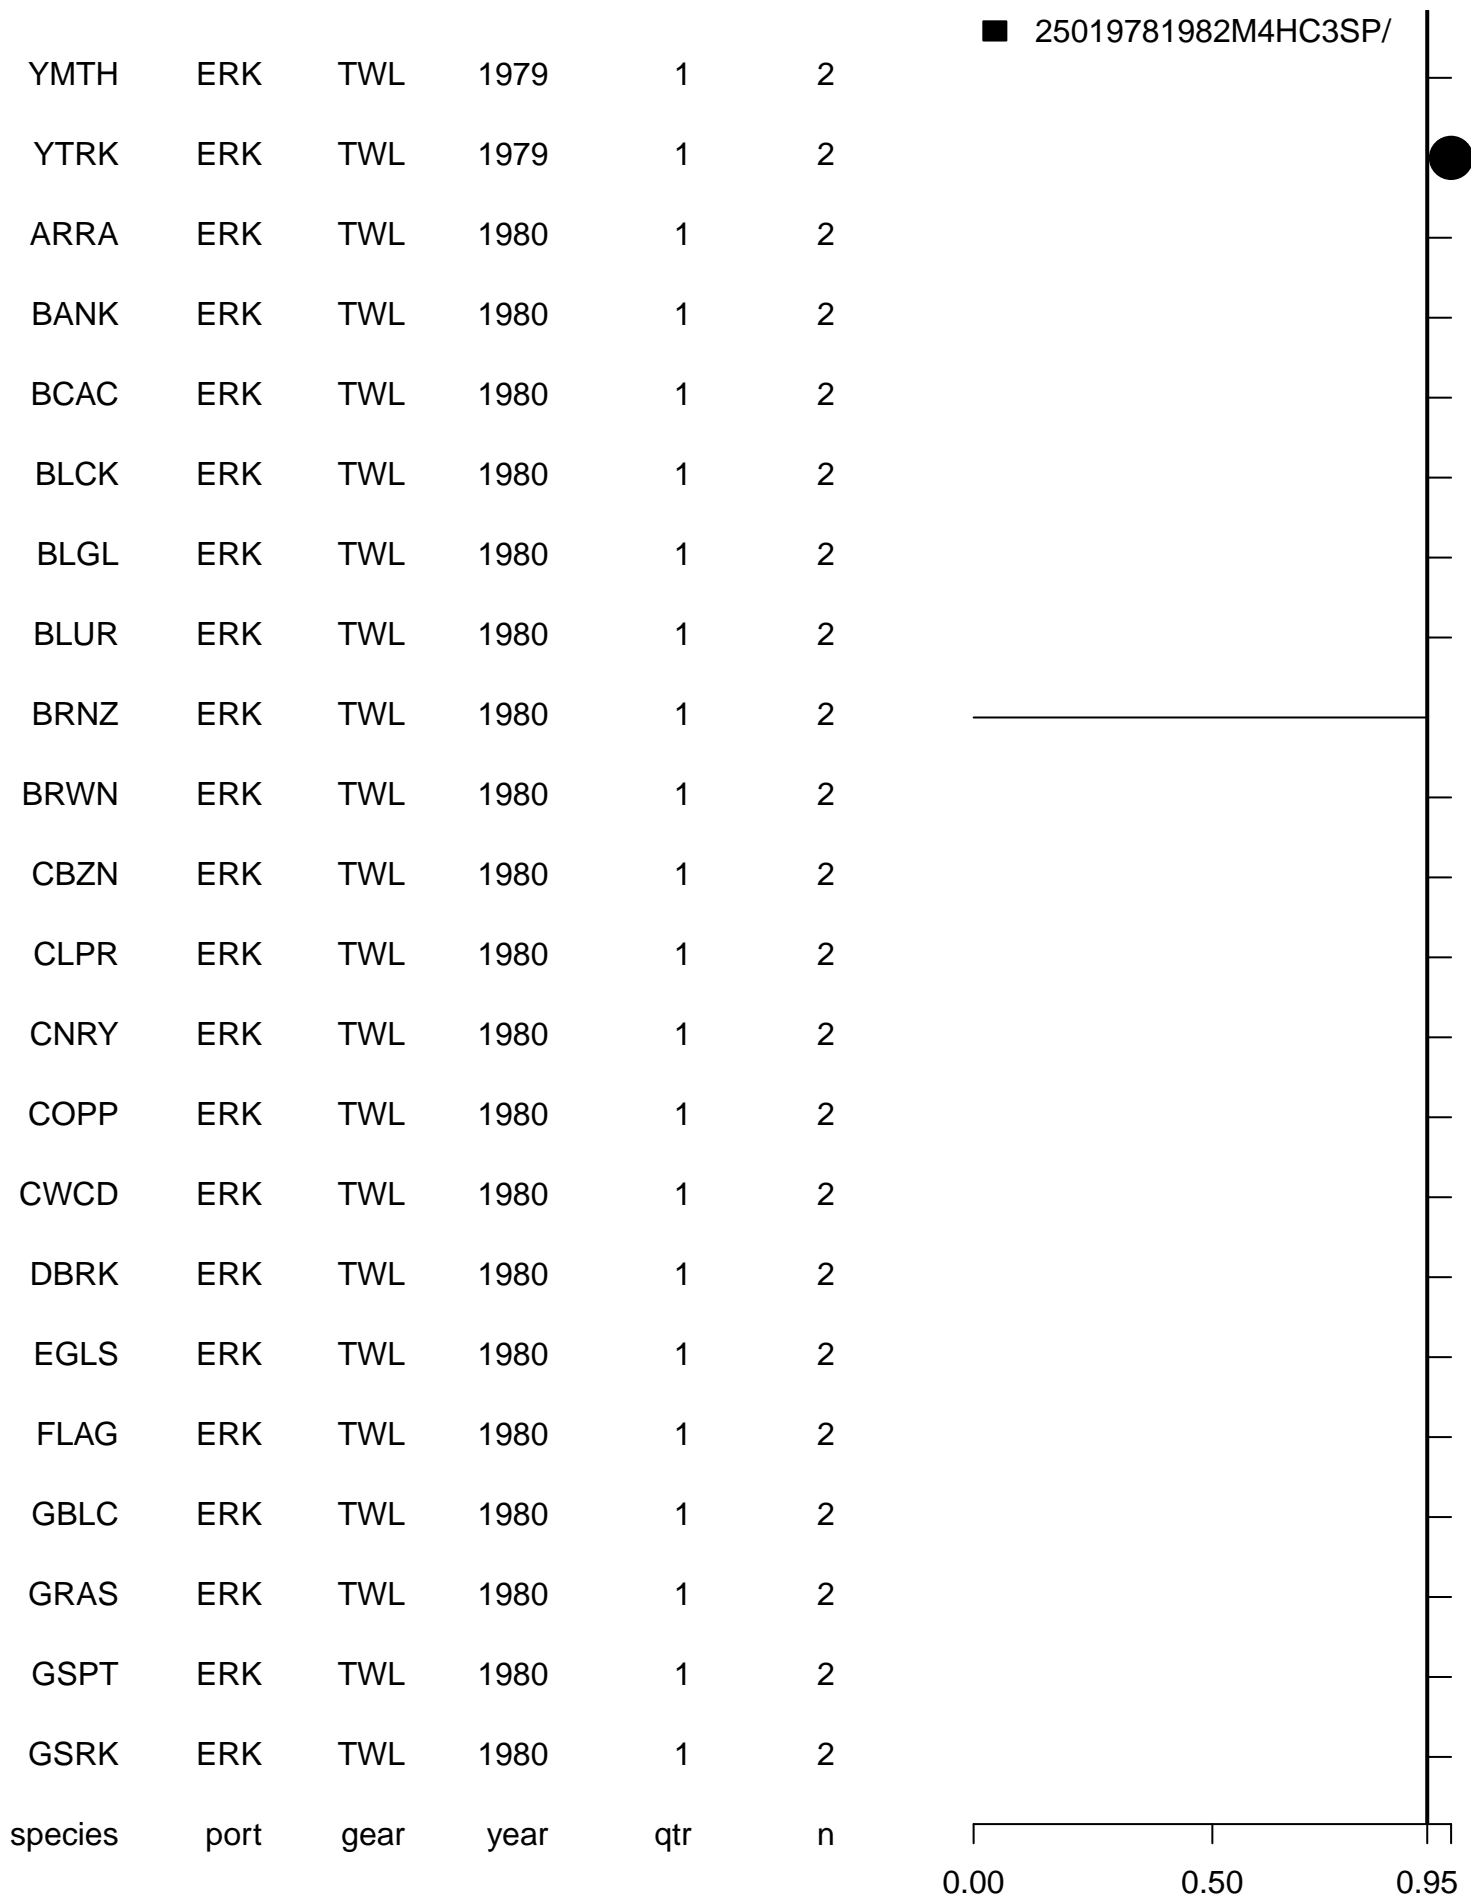 25019781982M4HC3SP/
YMTH ERK TWL 1979 1 2
YTRK ERK TWL 1979 1 2
ARRA ERK TWL 1980 1 2
BANK ERK TWL 1980 1 2
BCAC ERK TWL 1980 1 2
BLCK ERK TWL 1980 1 2
BLGL ERK TWL 1980 1 2
BLUR ERK TWL 1980 1 2
BRNZ ERK TWL 1980 1 2
BRWN ERK TWL 1980 1 2
CBZN ERK TWL 1980 1 2
CLPR ERK TWL 1980 1 2
CNRY ERK TWL 1980 1 2
COPP ERK TWL 1980 1 2
CWCD ERK TWL 1980 1 2
DBRK ERK TWL 1980 1 2
EGLS ERK TWL 1980 1 2
FLAG ERK TWL 1980 1 2
GBLC ERK TWL 1980 1 2
GRAS ERK TWL 1980 1 2
GSPT ERK TWL 1980 1 2
GSRK ERK TWL 1980 1 2
species port gear year qtr n
0.00 0.50 0.95